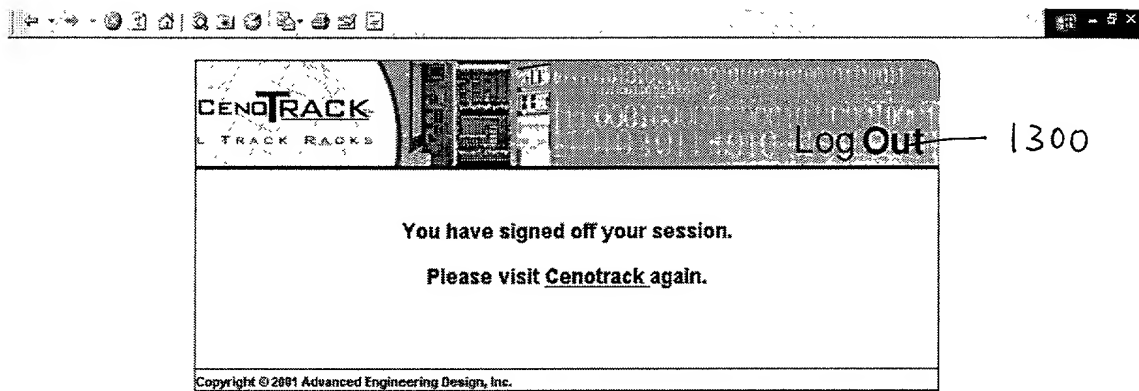 CENOTRACK
L TRACK RACKS
Log Out
1300
You have signed off your session.
Please visit Cenotrack again.
Copyright © 2001 Advanced Engineering Design, Inc.